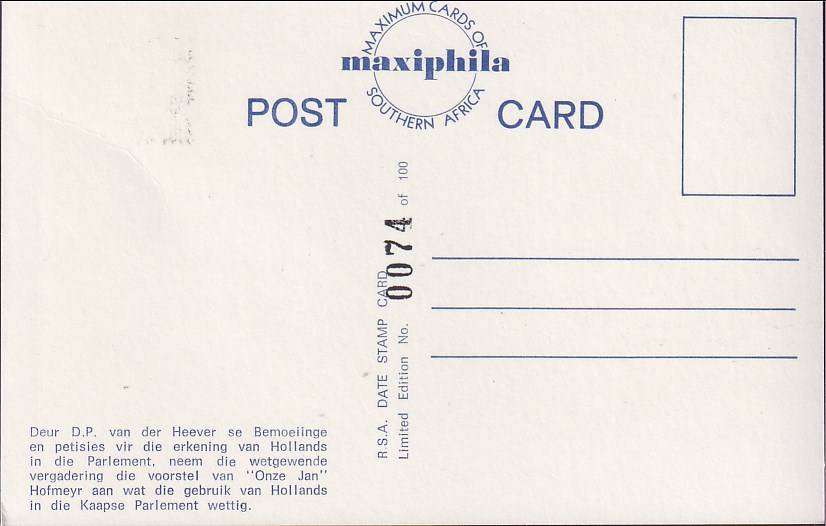 MAXIMUM CARDS OF
maxiphila
SOUTHERN AFRICA
POST CARD
R.S.A. DATE STAMP CARD
Limited Edition No. 0074 of 100
Deur D.P. van der Heever se Bemoeiinge
en petisies vir die erkening van Hollands
in die Parlement, neem die wetgewende
vergadering die voorstel van "Onze Jan"
Hofmeyr aan wat die gebruik van Hollands
in die Kaapse Parlement wettig.